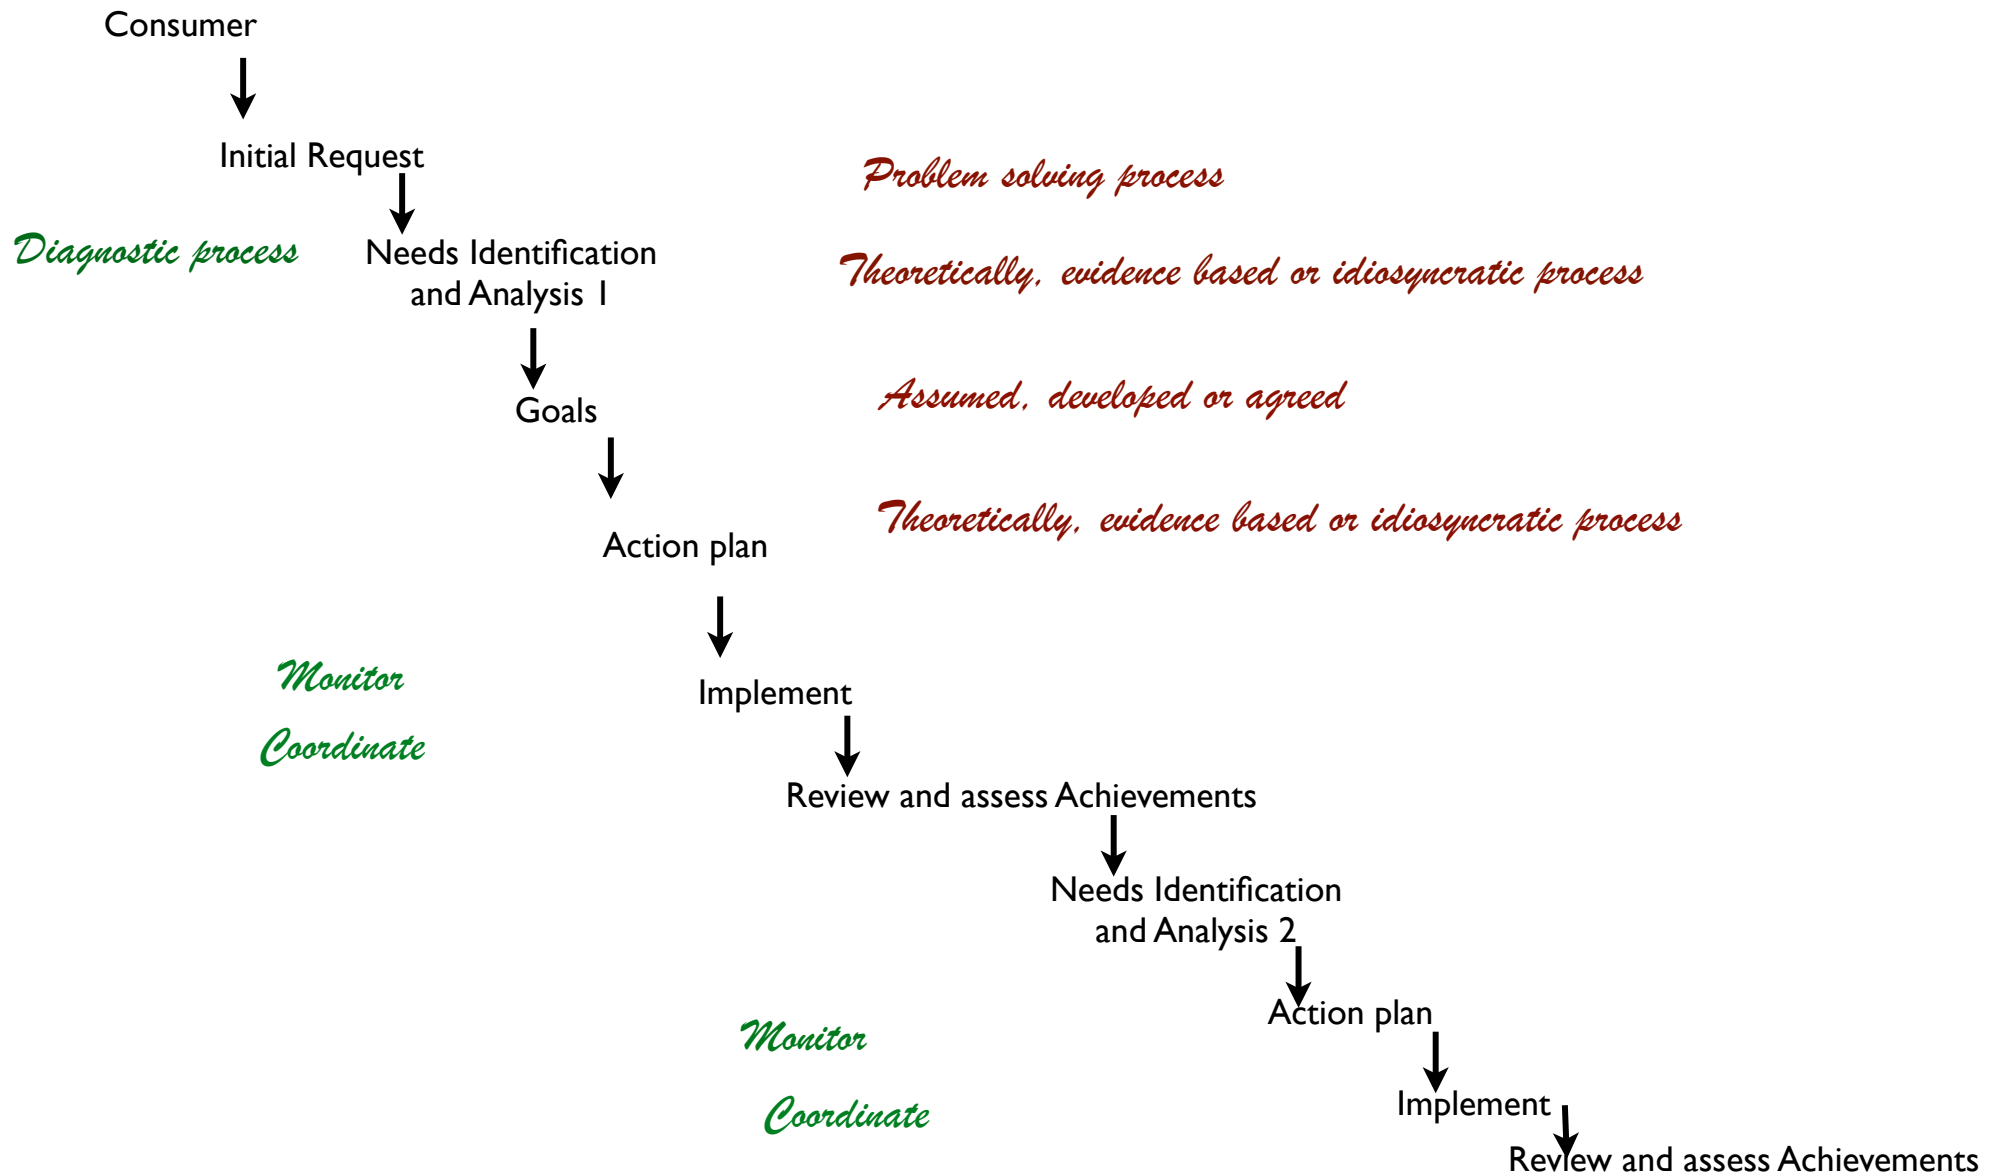 Consumer
Initial Request
Problem solving process
Diagnostic process
Needs Identification
and Analysis 1
Theoretically, evidence based or idiosyncratic process
Goals
Assumed, developed or agreed
Theoretically, evidence based or idiosyncratic process
Action plan
Monitor
Implement
Coordinate
Review and assess Achievements
Needs Identification
and Analysis 2
Action plan
Monitor
Implement
Coordinate
Review and assess Achievements